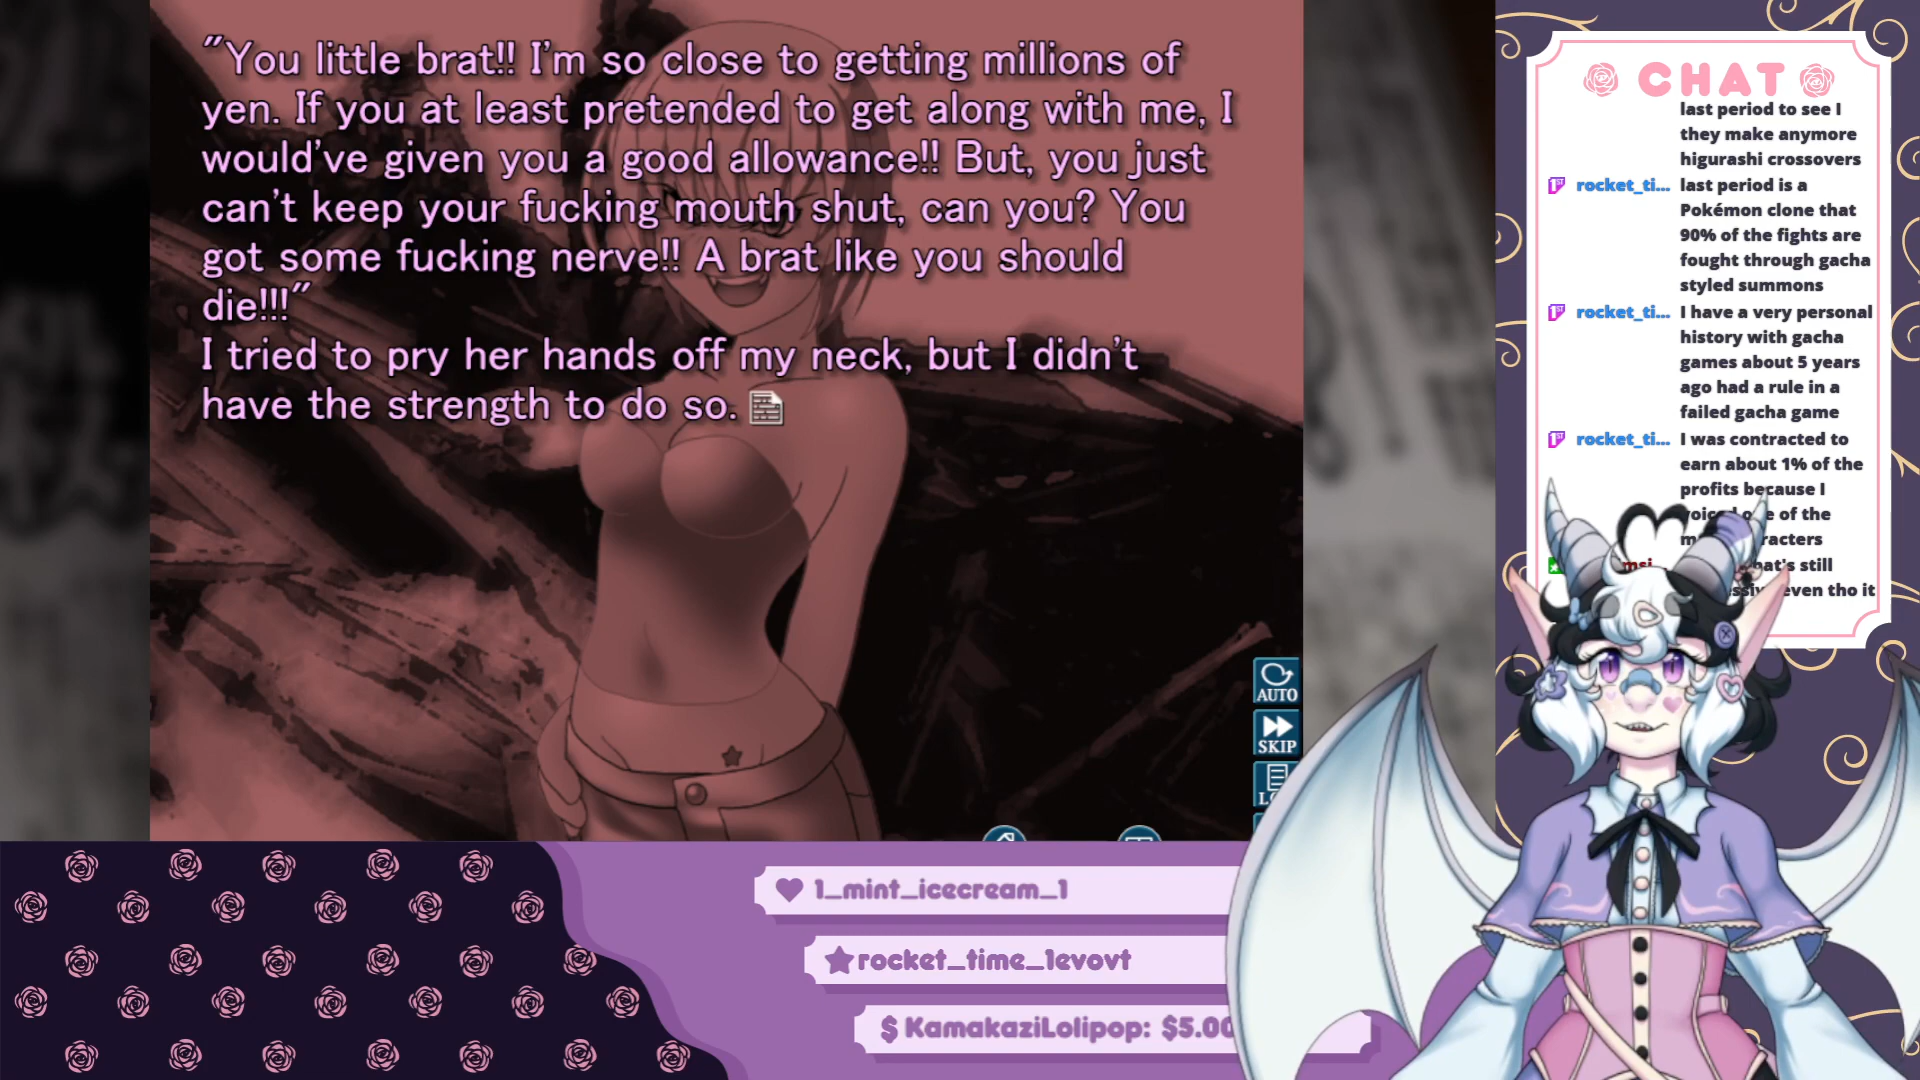 "You little brat!! I'm so close to getting millions of
yen. If you at least pretended to get along with me, I
would've given you a good allowance!! But, you just
can't keep your fucking mouth shut, can you? You
got some fucking nerve!! A brat like you should
die!!!"
I tried to pry her hands off my neck, but I didn't
have the strength to do so.
AUTO
SKIP
CHAT
last period to see I
they make anymore
higurashi crossovers
rocket_ti... last period is a
Pokémon clone that
90% of the fights are
fought through gacha
styled summons
rocket_ti... I have a very personal
history with gacha
games about 5 years
ago had a rule in a
failed gacha game
rocket_ti... I was contracted to
earn about 1% of the
profits because I
of the
still
even tho it
1_mint_icecream_1
rocket_time_1evovt
$ KamakaziLolipop: $5.00